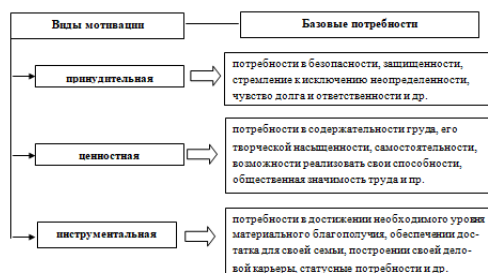 Виды мотивации
Базовые потребности
принудительная
потребности в безопасности, защищенности,
стремление к исключению неопределенности,
чувство долга и ответственности и др.
ценностная
потребности в содержательности труда, его
творческой насыщенности, самостоятельности,
возможности реализовать свои способности,
общественная значимость труда и пр.
инструментальная
потребности в достижении необходимого уровня
материального благополучия, обеспечении дос-
татка для своей семьи, построении своей дело-
вой карьеры, статусные потребности и др.